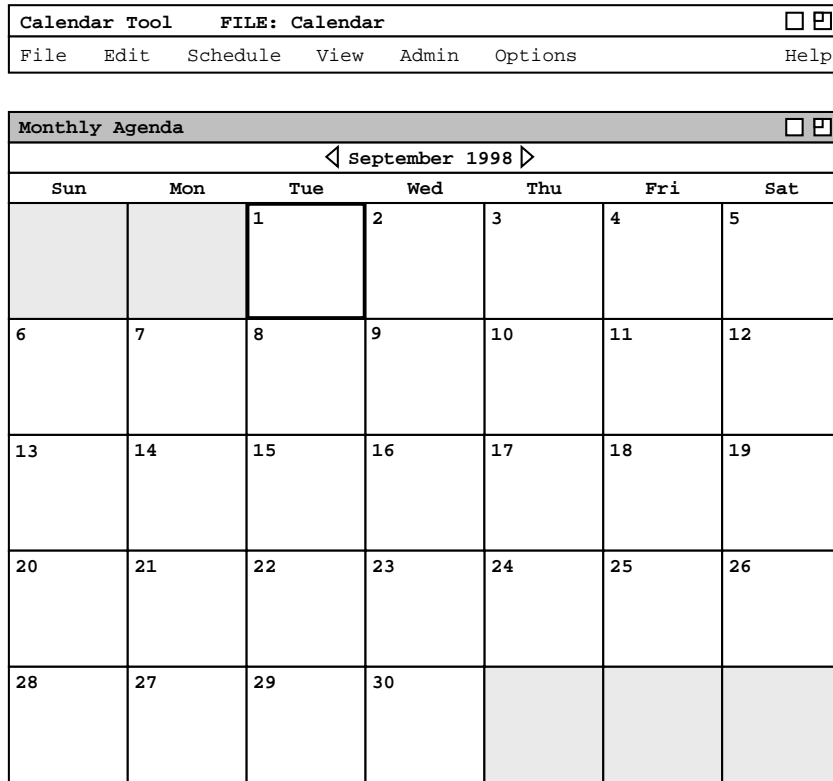 Calendar Tool FILE: Calendar
File Edit Schedule View Admin Options Help
Monthly Agenda
September 1998
Sun Mon Tue Wed Thu Fri Sat
1 2 3 4 5
6 7 8 9 10 11 12
13 14 15 16 17 18 19
20 21 22 23 24 25 26
28 27 29 30